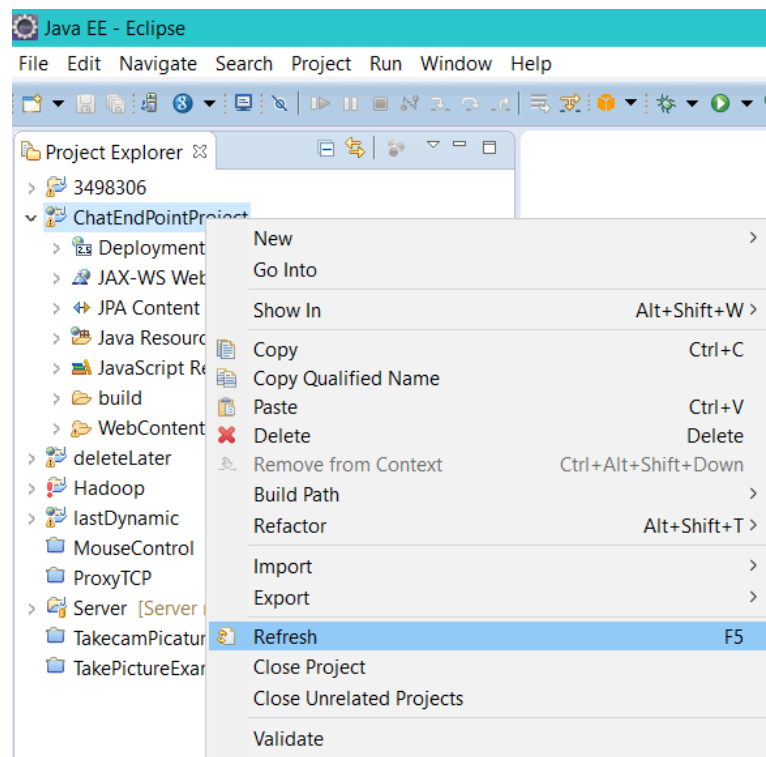 Java EE - Eclipse
File Edit Navigate Search Project Run Window Help
Project Explorer
3498306
ChatEndPointProject
Deployment
JAX-WS Web
JPA Content
Java Resourc
JavaScript Re
build
WebContent
deleteLater
Hadoop
lastDynamic
MouseControl
ProxyTCP
Server [Server
TakecamPicatur
TakePictureExar
New
Go Into
Show In Alt+Shift+W
Copy Ctrl+C
Copy Qualified Name
Paste Ctrl+V
Delete Delete
Remove from Context Ctrl+Alt+Shift+Down
Build Path
Refactor Alt+Shift+T
Import
Export
Refresh F5
Close Project
Close Unrelated Projects
Validate